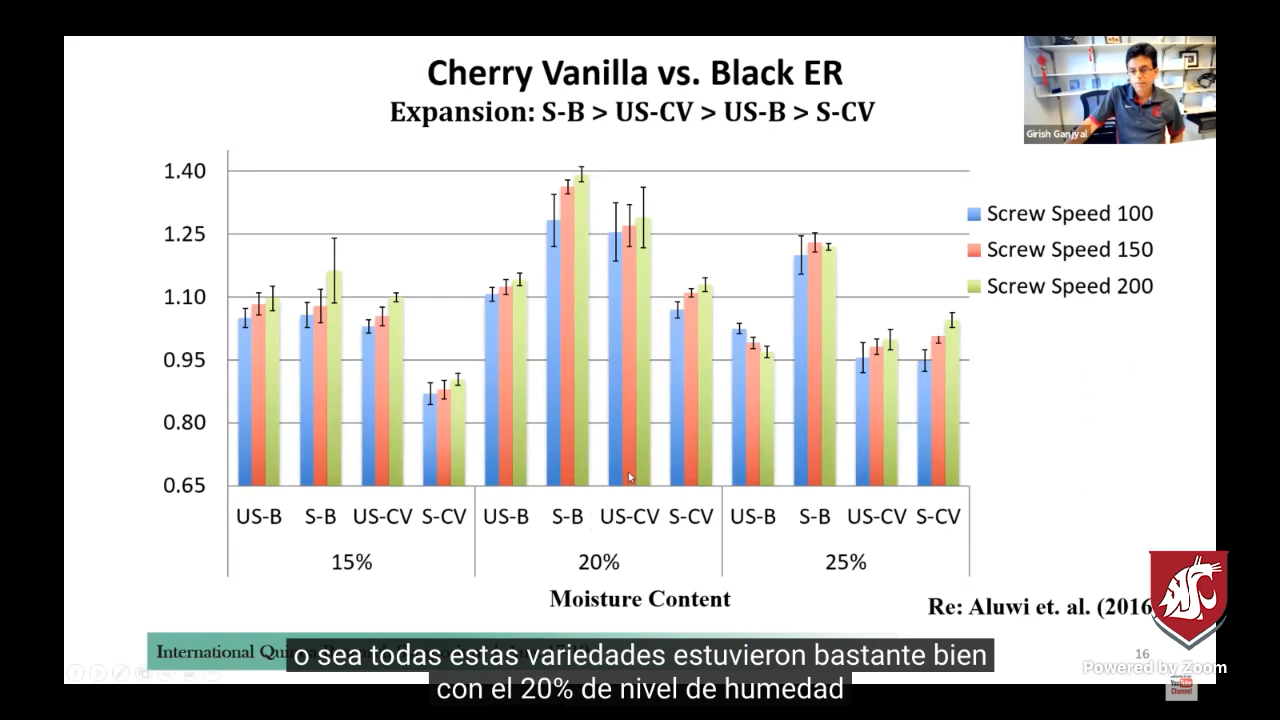 Cherry Vanilla vs. Black ER
Expansion: S-B > US-CV > US-B > S-CV
Girish Ganjyal
1.40
1.25
1.10
0.95
0.80
0.65
Screw Speed 100
Screw Speed 150
Screw Speed 200
US-B S-B US-CV S-CV US-B S-B US-CV S-CV US-B S-B US-CV S-CV
15% 20% 25%
Moisture Content
Re: Aluwi et. al. (2016
International
o sea todas estas variedades estuvieron bastante bien
con el 20% de nivel de humedad
16
Powered by Zoom
YouTube
Channel